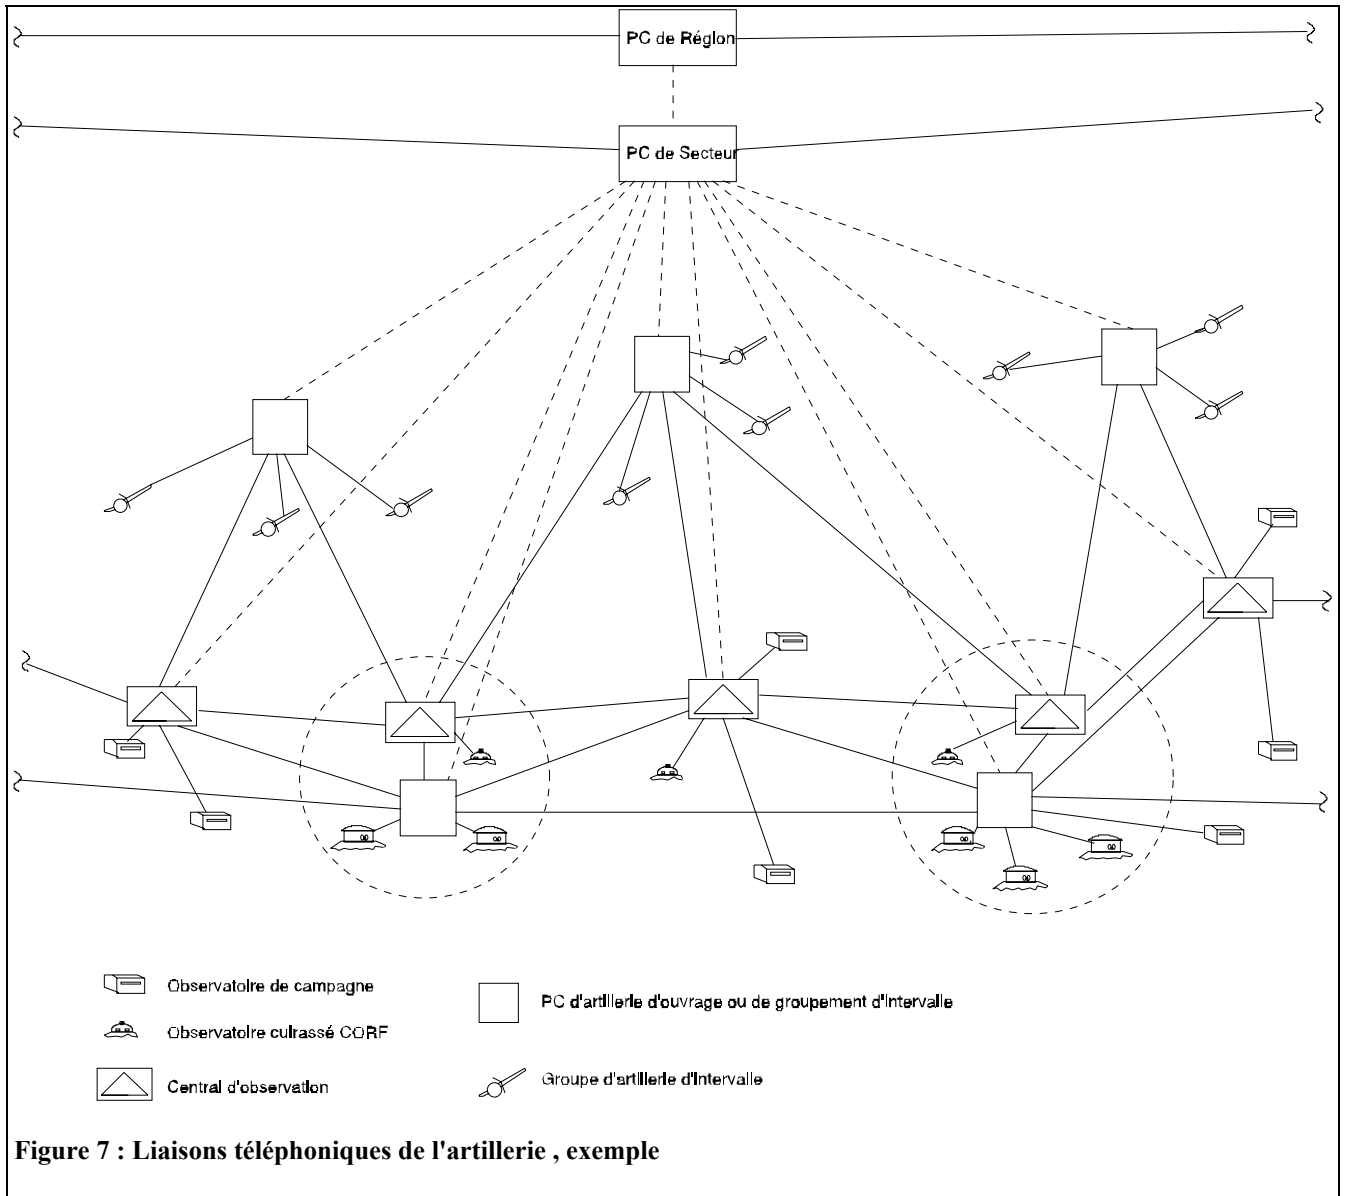 PC de Région
PC de Secteur
Observatoire de campagne
PC d'artillerie d'ouvrage ou de groupement d'intervalle
Observatoire cuirassé CORF
Central d'observation
Groupe d'artillerie d'intervalle
Figure 7 : Liaisons téléphoniques de l'artillerie , exemple